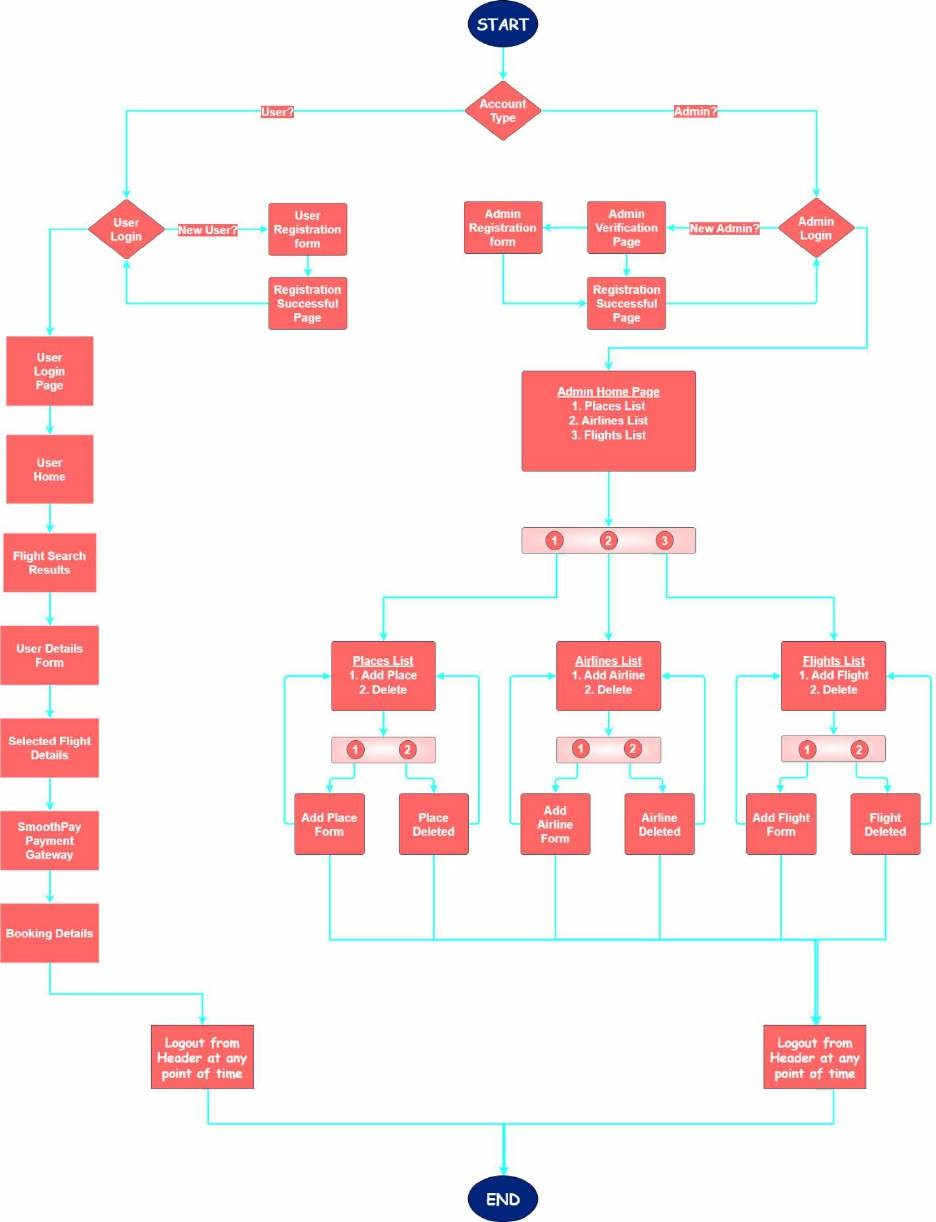 START
Account
Type
User?
Admin?
User
Login
New User?
User
Registration
form
Registration
Successful
Page
Admin
Registration
form
Admin
Verification
Page
New Admin?
Admin
Login
Registration
Successful
Page
User
Login
Page
Admin Home Page
1. Places List
2. Airlines List
3. Flights List
User
Home
1 2 3
Flight Search
Results
User Details
Form
Places List
1. Add Place
2. Delete
Airlines List
1. Add Airline
2. Delete
Flights List
1. Add Flight
2. Delete
Selected Flight
Details
1 2
1 2
1 2
SmoothPay
Payment
Gateway
Add Place
Form
Place
Deleted
Add
Airline
Form
Airline
Deleted
Add Flight
Form
Flight
Deleted
Booking Details
Logout from
Header at any
point of time
Logout from
Header at any
point of time
END